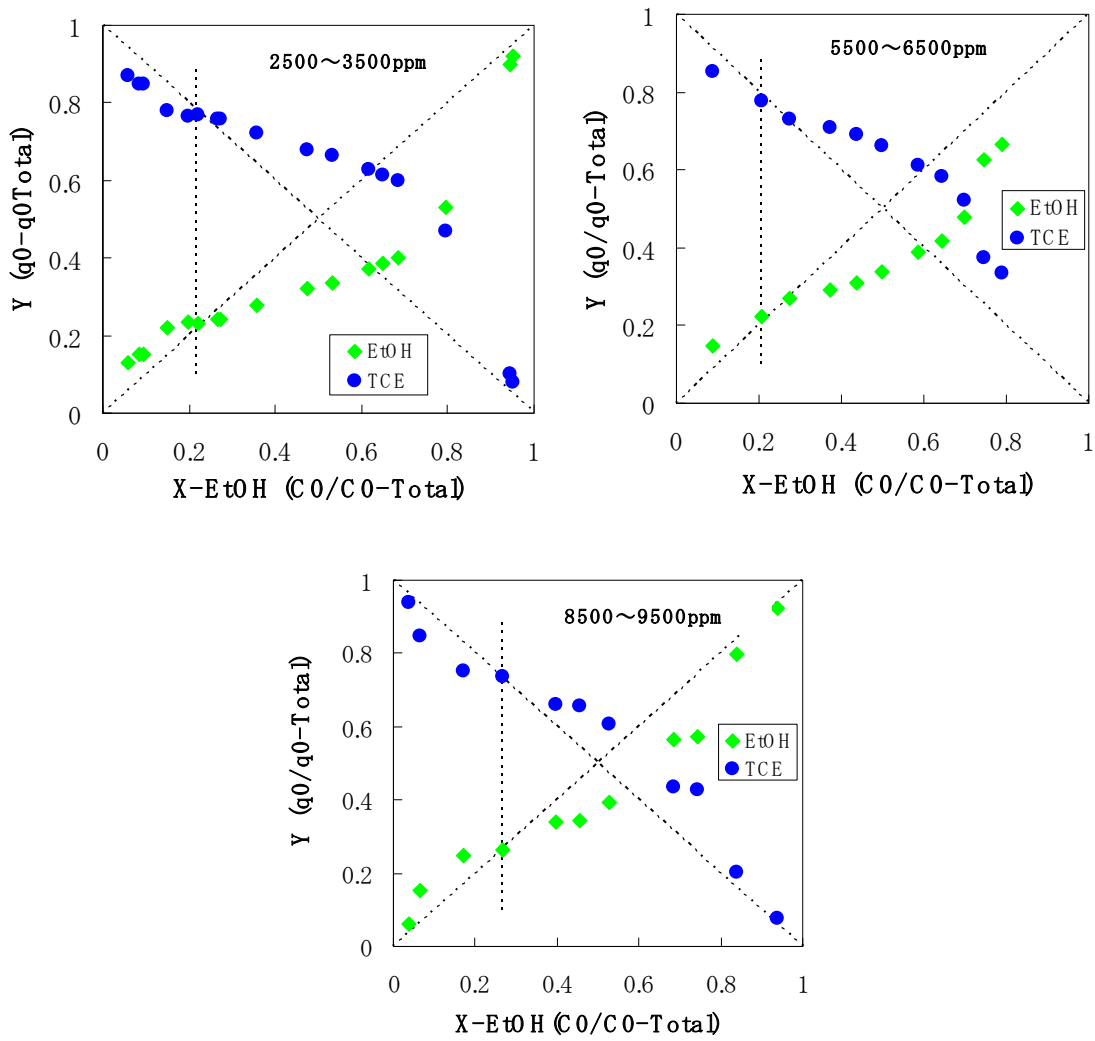 2500～3500ppm
Y (q0-q0Total)
1
0.8
0.6
0.4
0.2
0
EtOH
TCE
0 0.2 0.4 0.6 0.8 1
X-EtOH (C0/C0-Total)
5500～6500ppm
Y (q0/q0-Total)
1
0.8
0.6
0.4
0.2
0
EtOH
TCE
0 0.2 0.4 0.6 0.8 1
X-EtOH (C0/C0-Total)
8500～9500ppm
Y (q0/q0-Total)
1
0.8
0.6
0.4
0.2
0
EtOH
TCE
0 0.2 0.4 0.6 0.8 1
X-EtOH (C0/C0-Total)